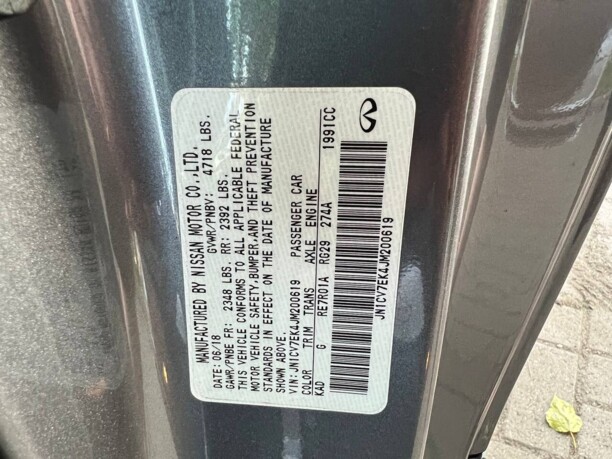 MANUFACTURED BY NISSAN MOTOR CO.,LTD.
DATE: 06/18 GVWR/PNBV: 4718 LBS.
GAWR/PNBE FR: 2348 LBS. RR: 2392 LBS.
THIS VEHICLE CONFORMS TO ALL APPLICABLE FEDERAL
MOTOR VEHICLE SAFETY,BUMPER,AND THEFT PREVENTION
STANDARDS IN EFFECT ON THE DATE OF MANUFACTURE
SHOWN ABOVE.
VIN:JN1CV7EK4JM200619 PASSENGER CAR
COLOR TRIM TRANS AXLE ENGINE
KAD G RE7R01A RG29 274A 1991CC
JN1CV7EK4JM200619